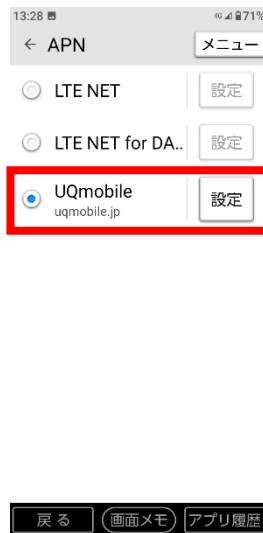 13:28 4G 71%
← APN メニュー
LTE NET 設定
LTE NET for DA.. 設定
UQmobile 設定
uqmobile.jp
戻る 画面メモ アプリ履歴